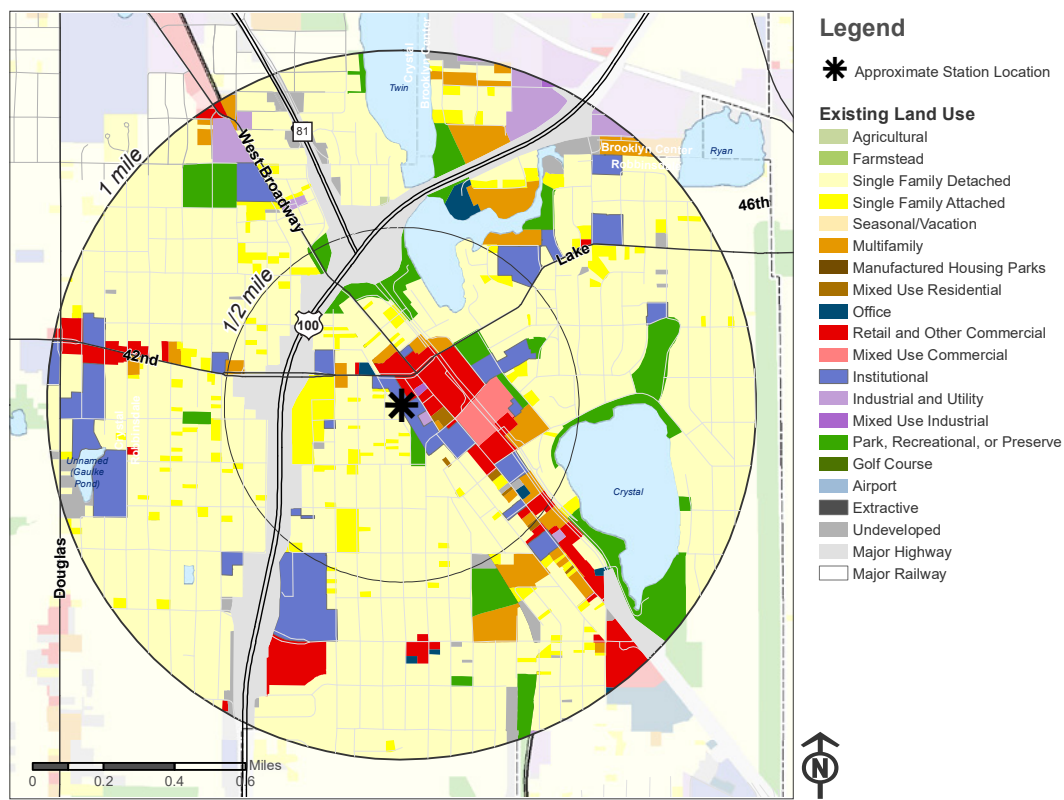 Legend
Approximate Station Location
Existing Land Use
Agricultural
Farmstead
Single Family Detached
Single Family Attached
Seasonal/Vacation
Multifamily
Manufactured Housing Parks
Mixed Use Residential
Office
Retail and Other Commercial
Mixed Use Commercial
Institutional
Industrial and Utility
Mixed Use Industrial
Park, Recreational, or Preserve
Golf Course
Airport
Extractive
Undeveloped
Major Highway
Major Railway
N
Twin
Crystal
Brooklyn Center
81
West Broadway
1 mile
Brooklyn Center
Ryan
46th
Lake
1/2 mile
100
42nd
Unnamed
(Gaulke
Pond)
Crystal
Douglas
Miles
0
0.2
0.4
0.6